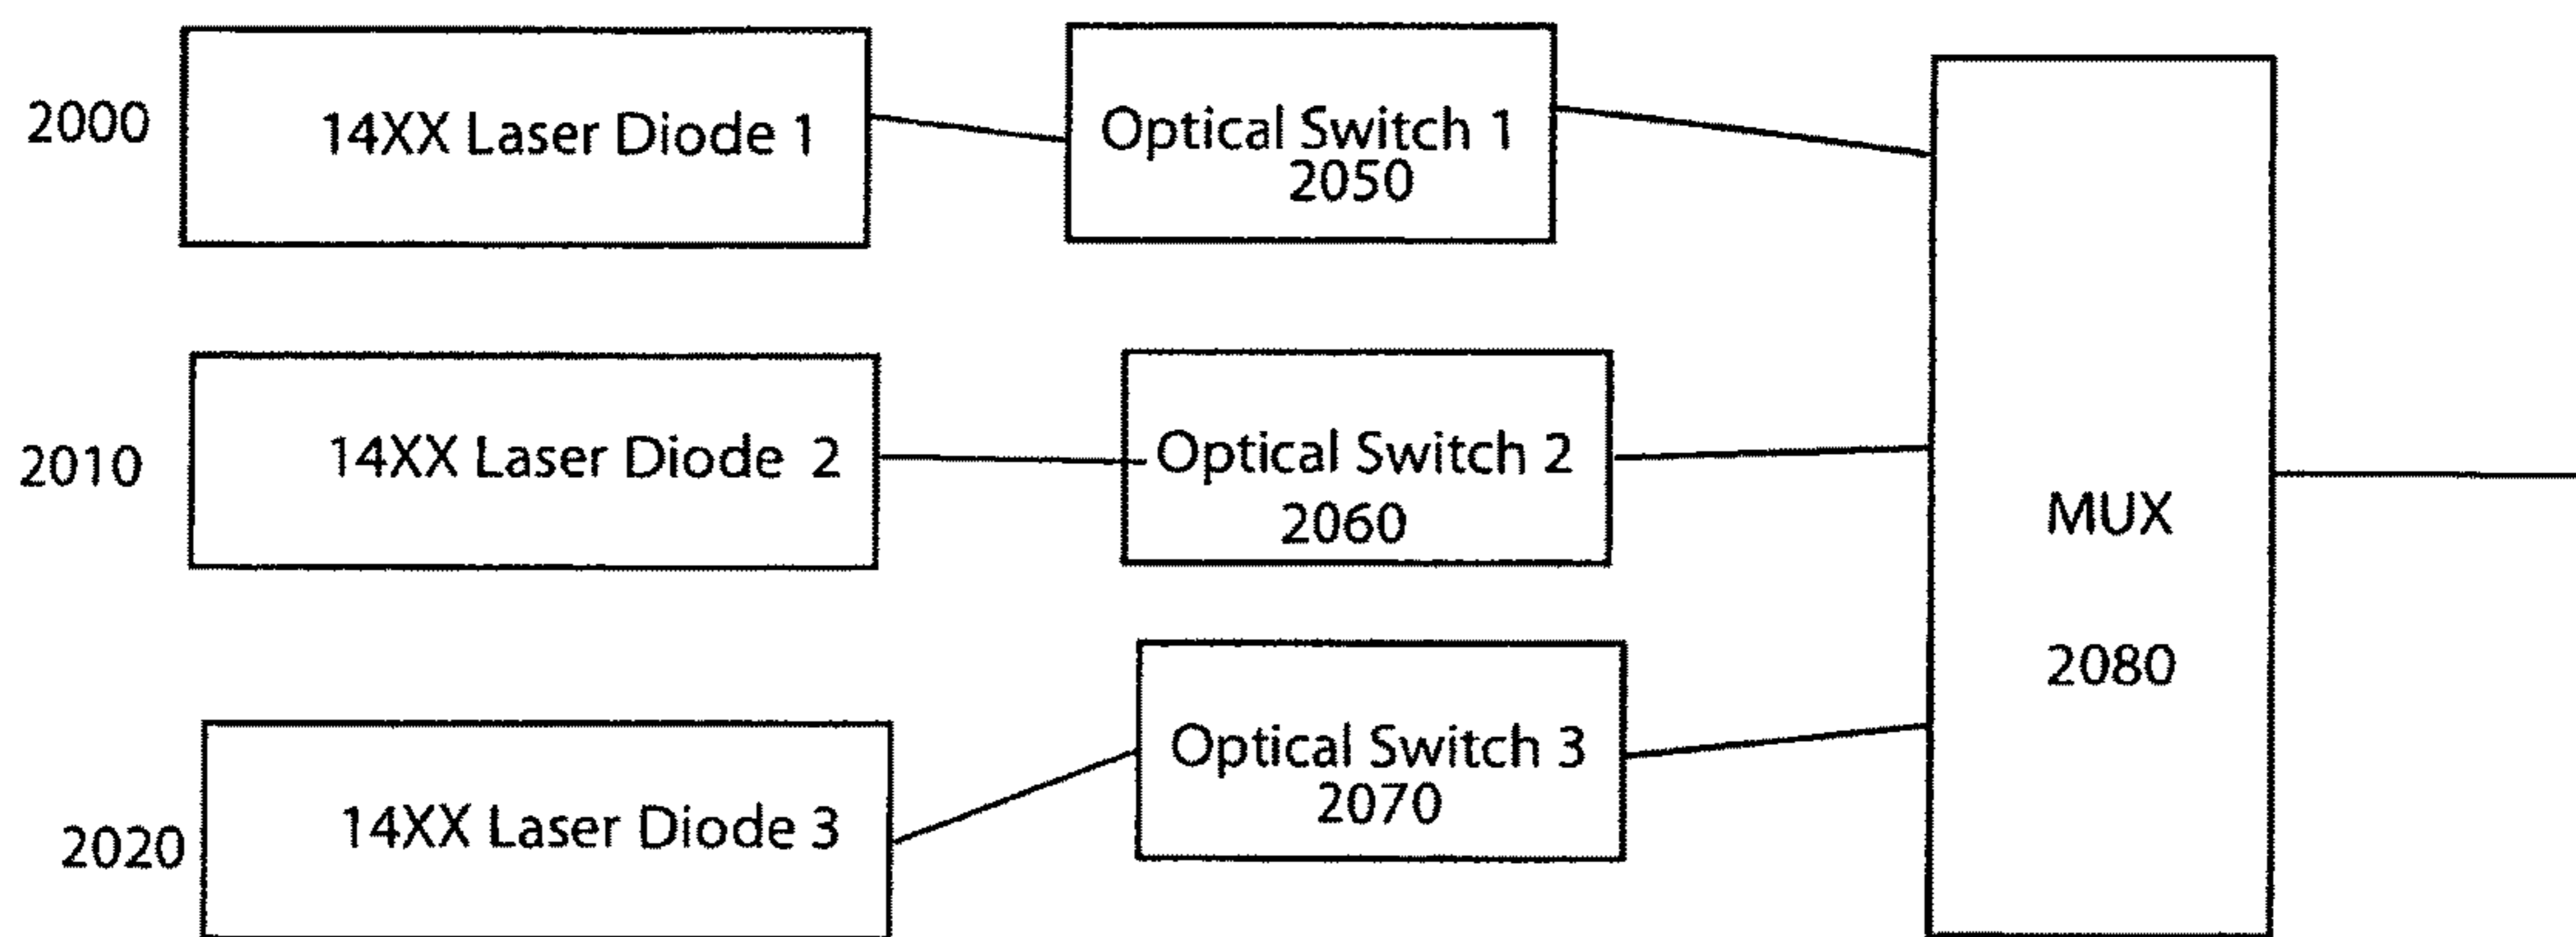 2000
14XX Laser Diode 1
Optical Switch 1
2050
2010
14XX Laser Diode 2
Optical Switch 2
2060
MUX
2080
2020
14XX Laser Diode 3
Optical Switch 3
2070